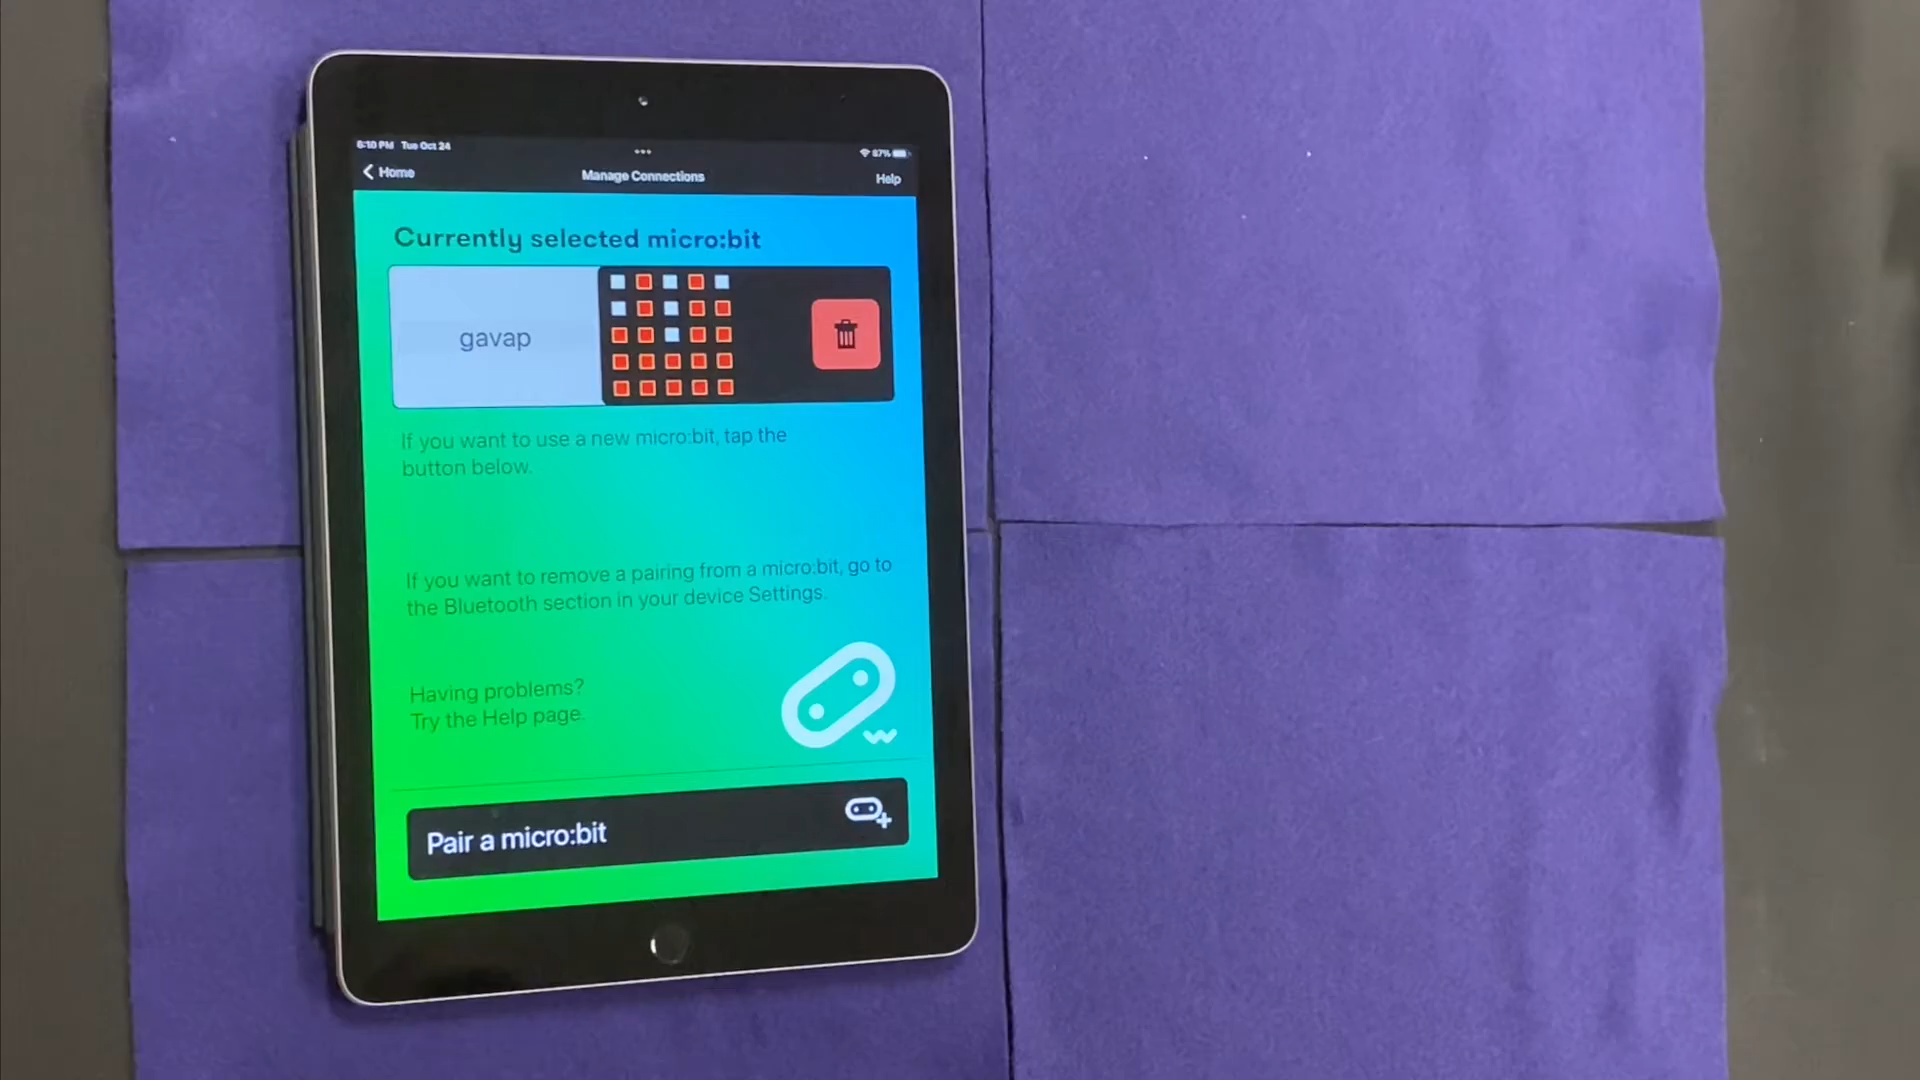 6:10 PM Tue Oct 24
87%
Home
Manage Connections
Help
Currently selected micro:bit
gavap
If you want to use a new micro:bit, tap the
button below.
If you want to remove a pairing from a micro:bit, go to
the Bluetooth section in your device Settings.
Having problems?
Try the Help page.
Pair a micro:bit